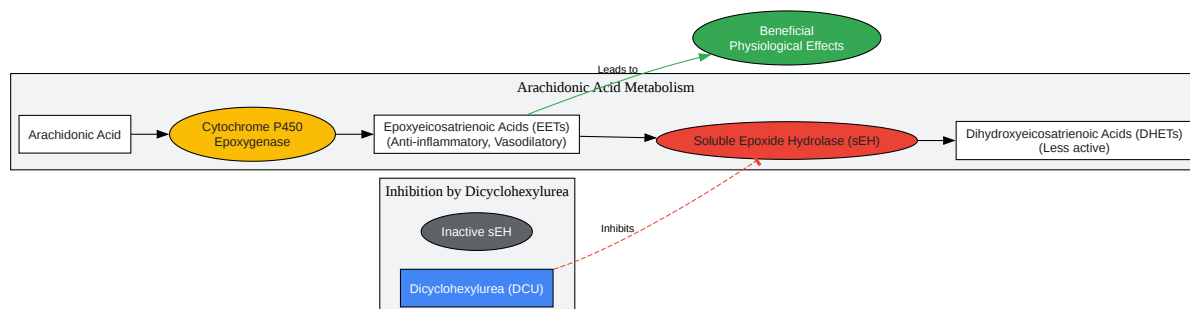 Beneficial
Physiological Effects
Leads to
Arachidonic Acid Metabolism
Arachidonic Acid
Cytochrome P450
Epoxygenase
Epoxyeicosatrienoic Acids (EETs)
(Anti-inflammatory, Vasodilatory)
Soluble Epoxide Hydrolase (sEH)
Dihydroxyeicosatrienoic Acids (DHETs)
(Less active)
Inhibition by Dicyclohexylurea
Inactive sEH
Inhibits
Dicyclohexylurea (DCU)